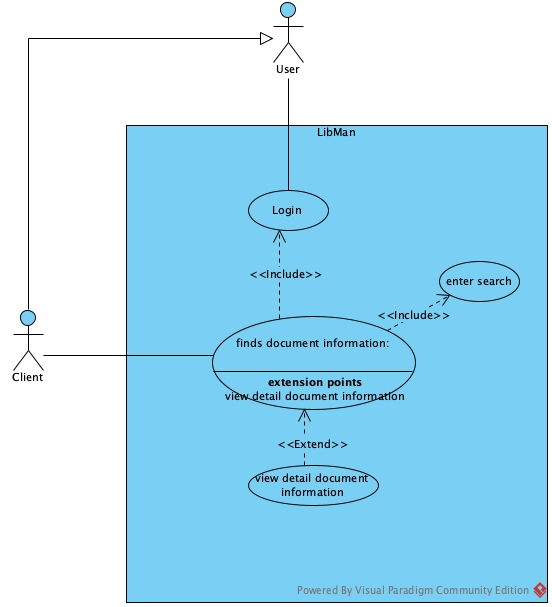 User
LibMan
Login
<<Include>>
enter search
<<Include>>
finds document information:
Client
extension points
view detail document information
<<Extend>>
view detail document
information
Powered By Visual Paradigm Community Edition